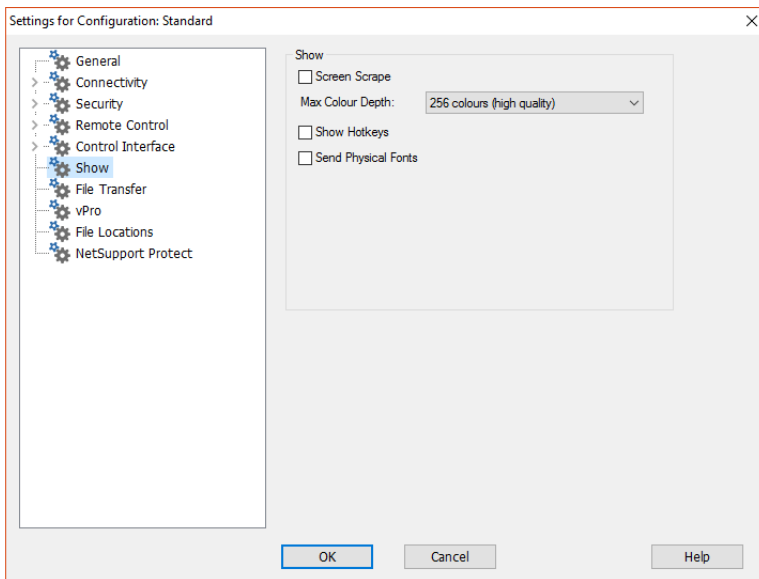 Settings for Configuration: Standard
General
Connectivity
Security
Remote Control
Control Interface
Show
File Transfer
vPro
File Locations
NetSupport Protect
Show
Screen Scrape
Max Colour Depth: 256 colours (high quality)
Show Hotkeys
Send Physical Fonts
OK Cancel Help